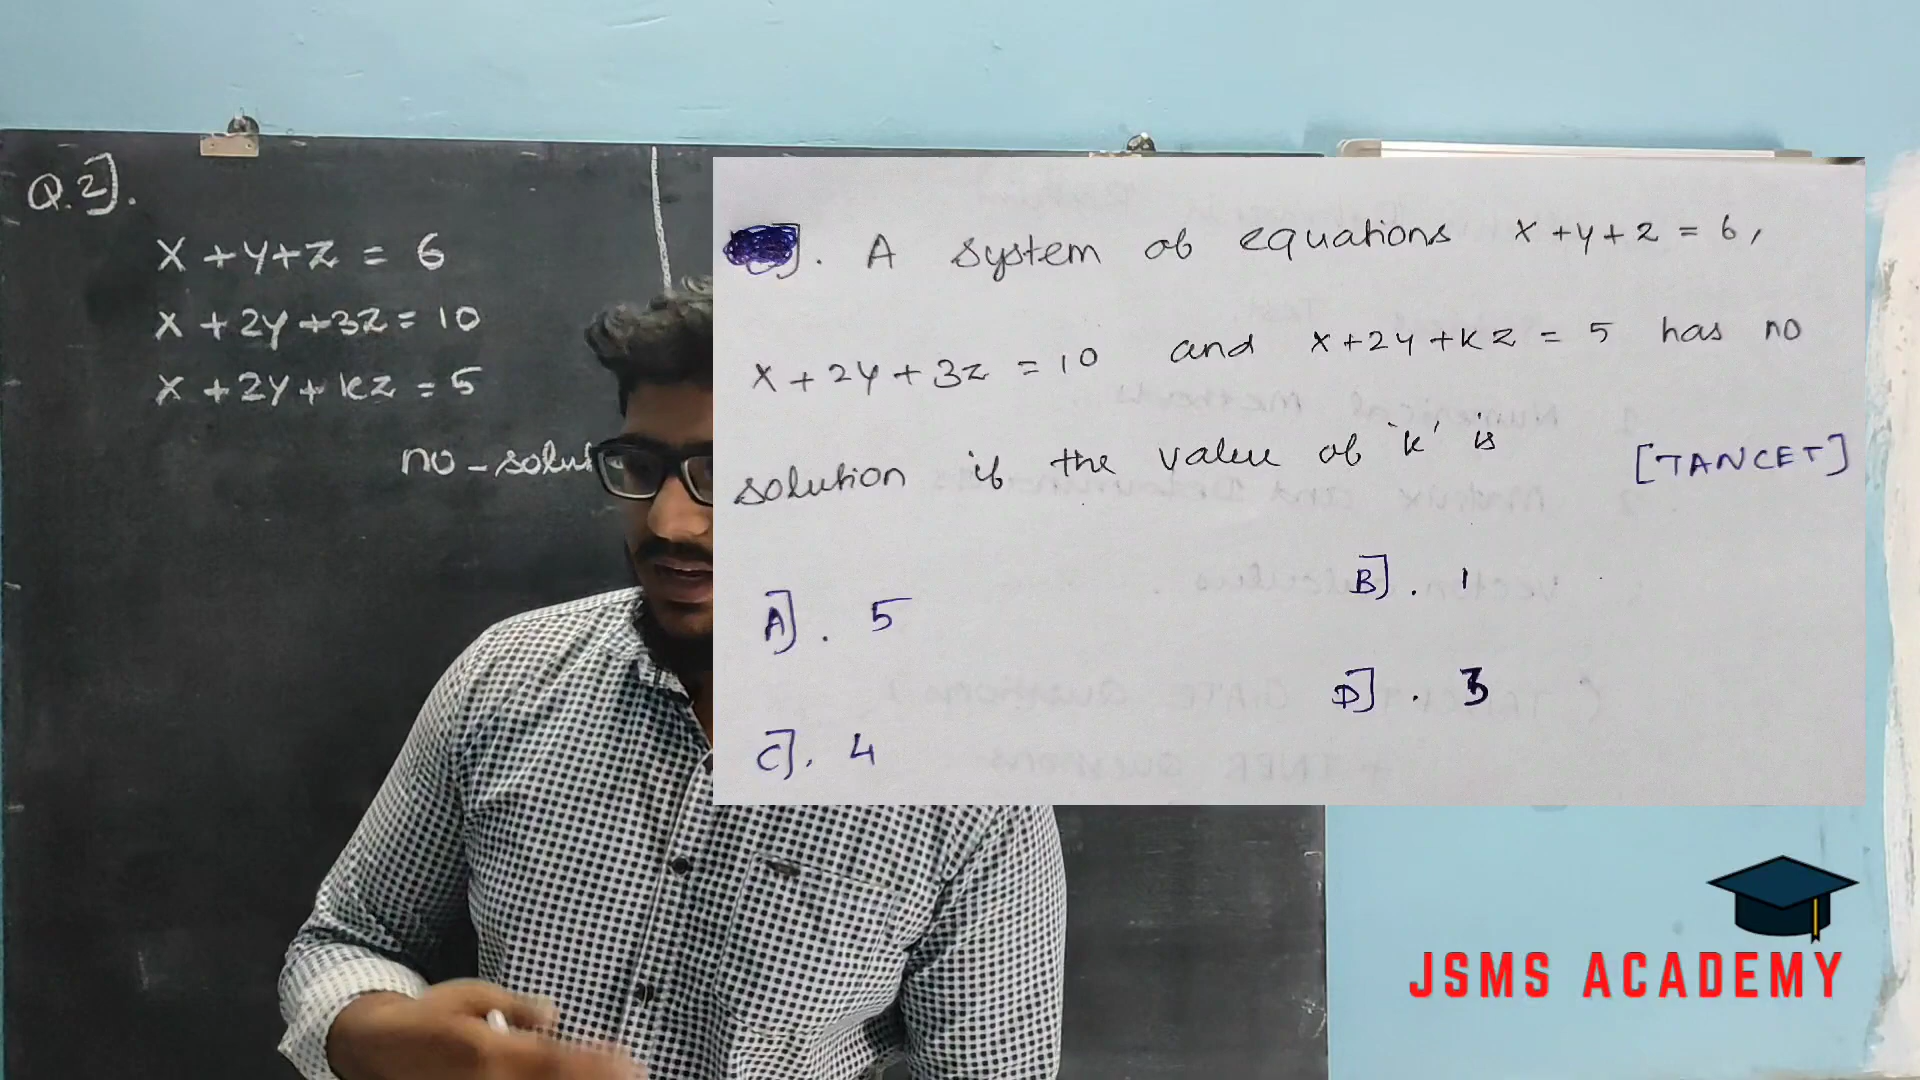 Q.2].
x + y + z = 6
x + 2y + 3z = 10
x + 2y + kz = 5
no - solut
]. A system of equations x + y + z = 6,
x + 2y + 3z = 10 and x + 2y + kz = 5 has no
solution if the value of 'k' is
[TANCET]
A]. 5
B]. 1
C]. 4
D]. 3
JSMS ACADEMY